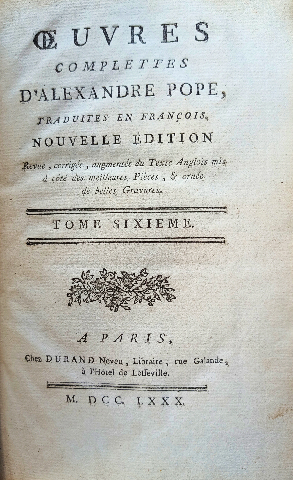 ŒUVRES
COMPLETTES
D'ALEXANDRE POPE,
TRADUITES EN FRANÇOIS,
NOUVELLE ÉDITION
Revue, corrigée, augmentée du Texte Anglois mis
à côté des meilleures Pièces, & ornée
de belles Gravures.
TOME SIXIEME.
A PARIS,
Chez DURAND Neveu, Libraire, rue Galande,
à l'Hôtel de Lesseville.
M. DCC. LXXX.